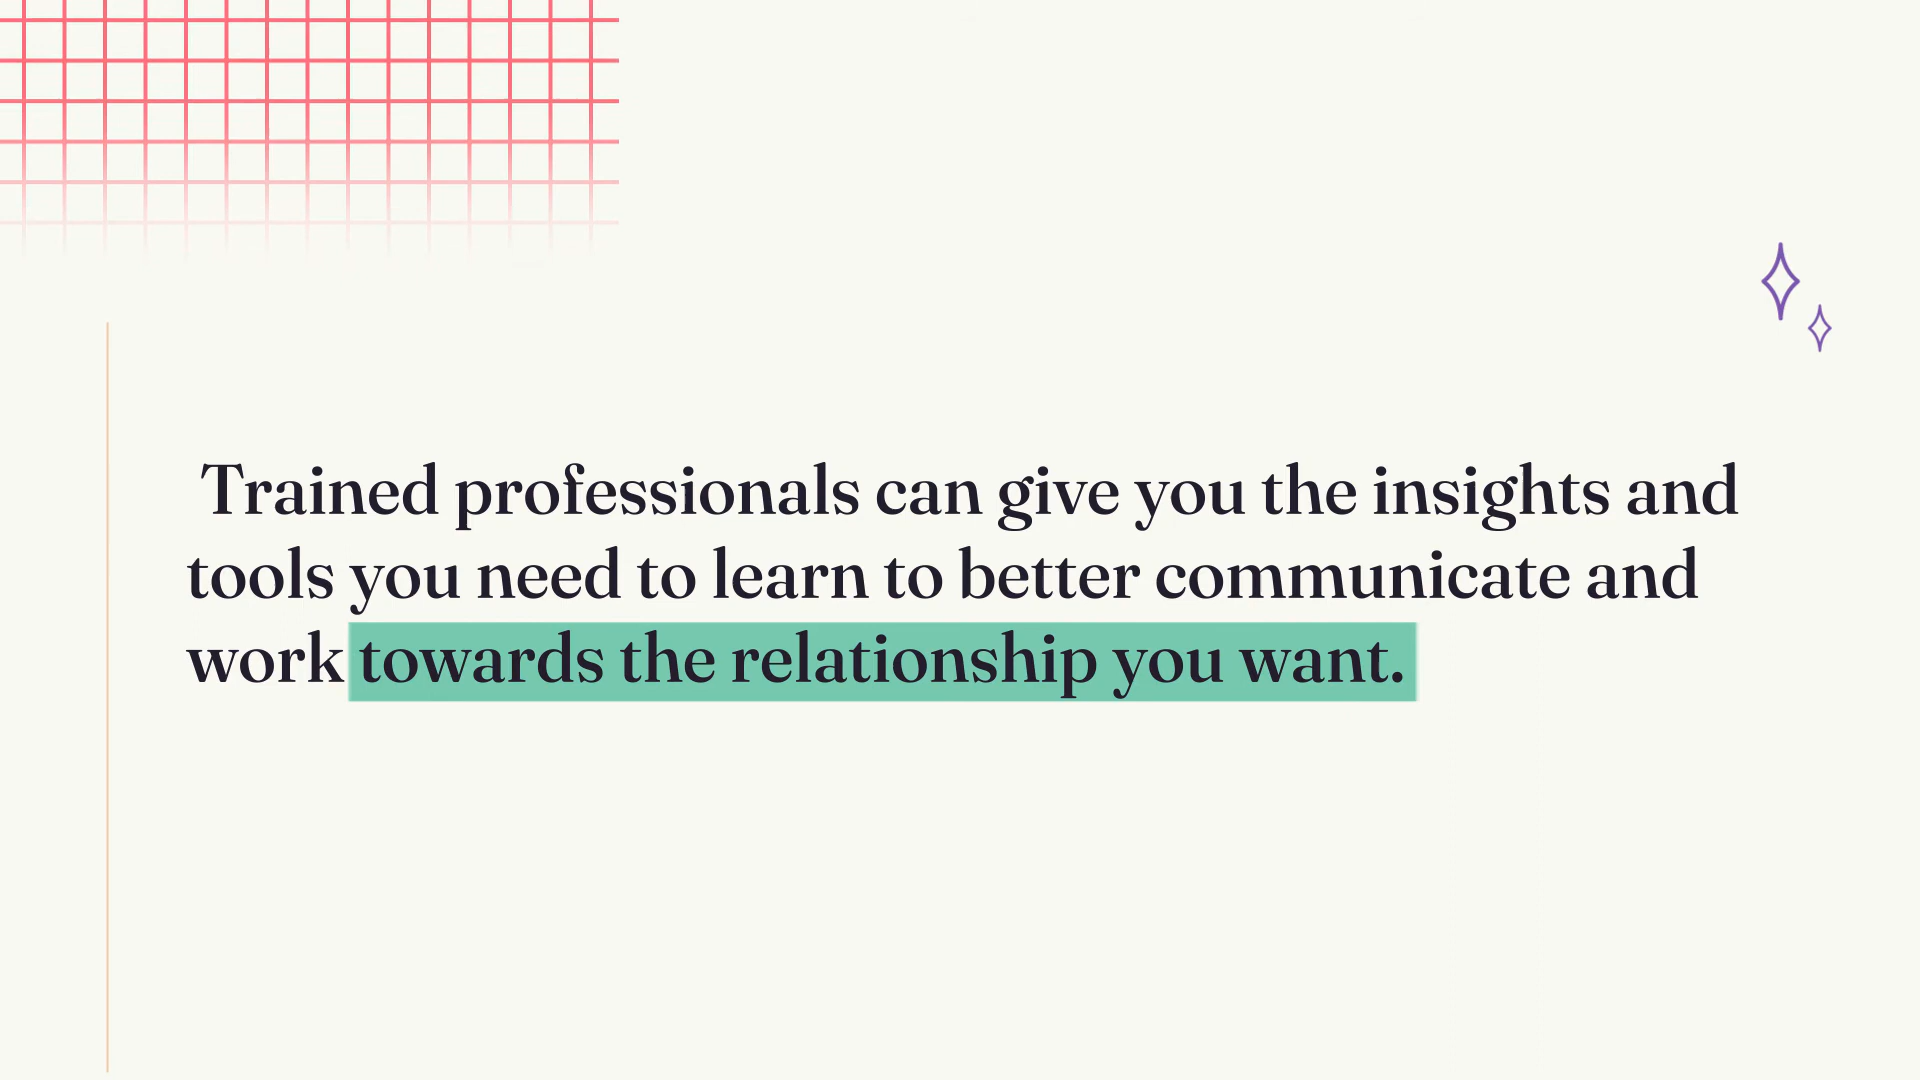 Trained professionals can give you the insights and
tools you need to learn to better communicate and
work towards the relationship you want.